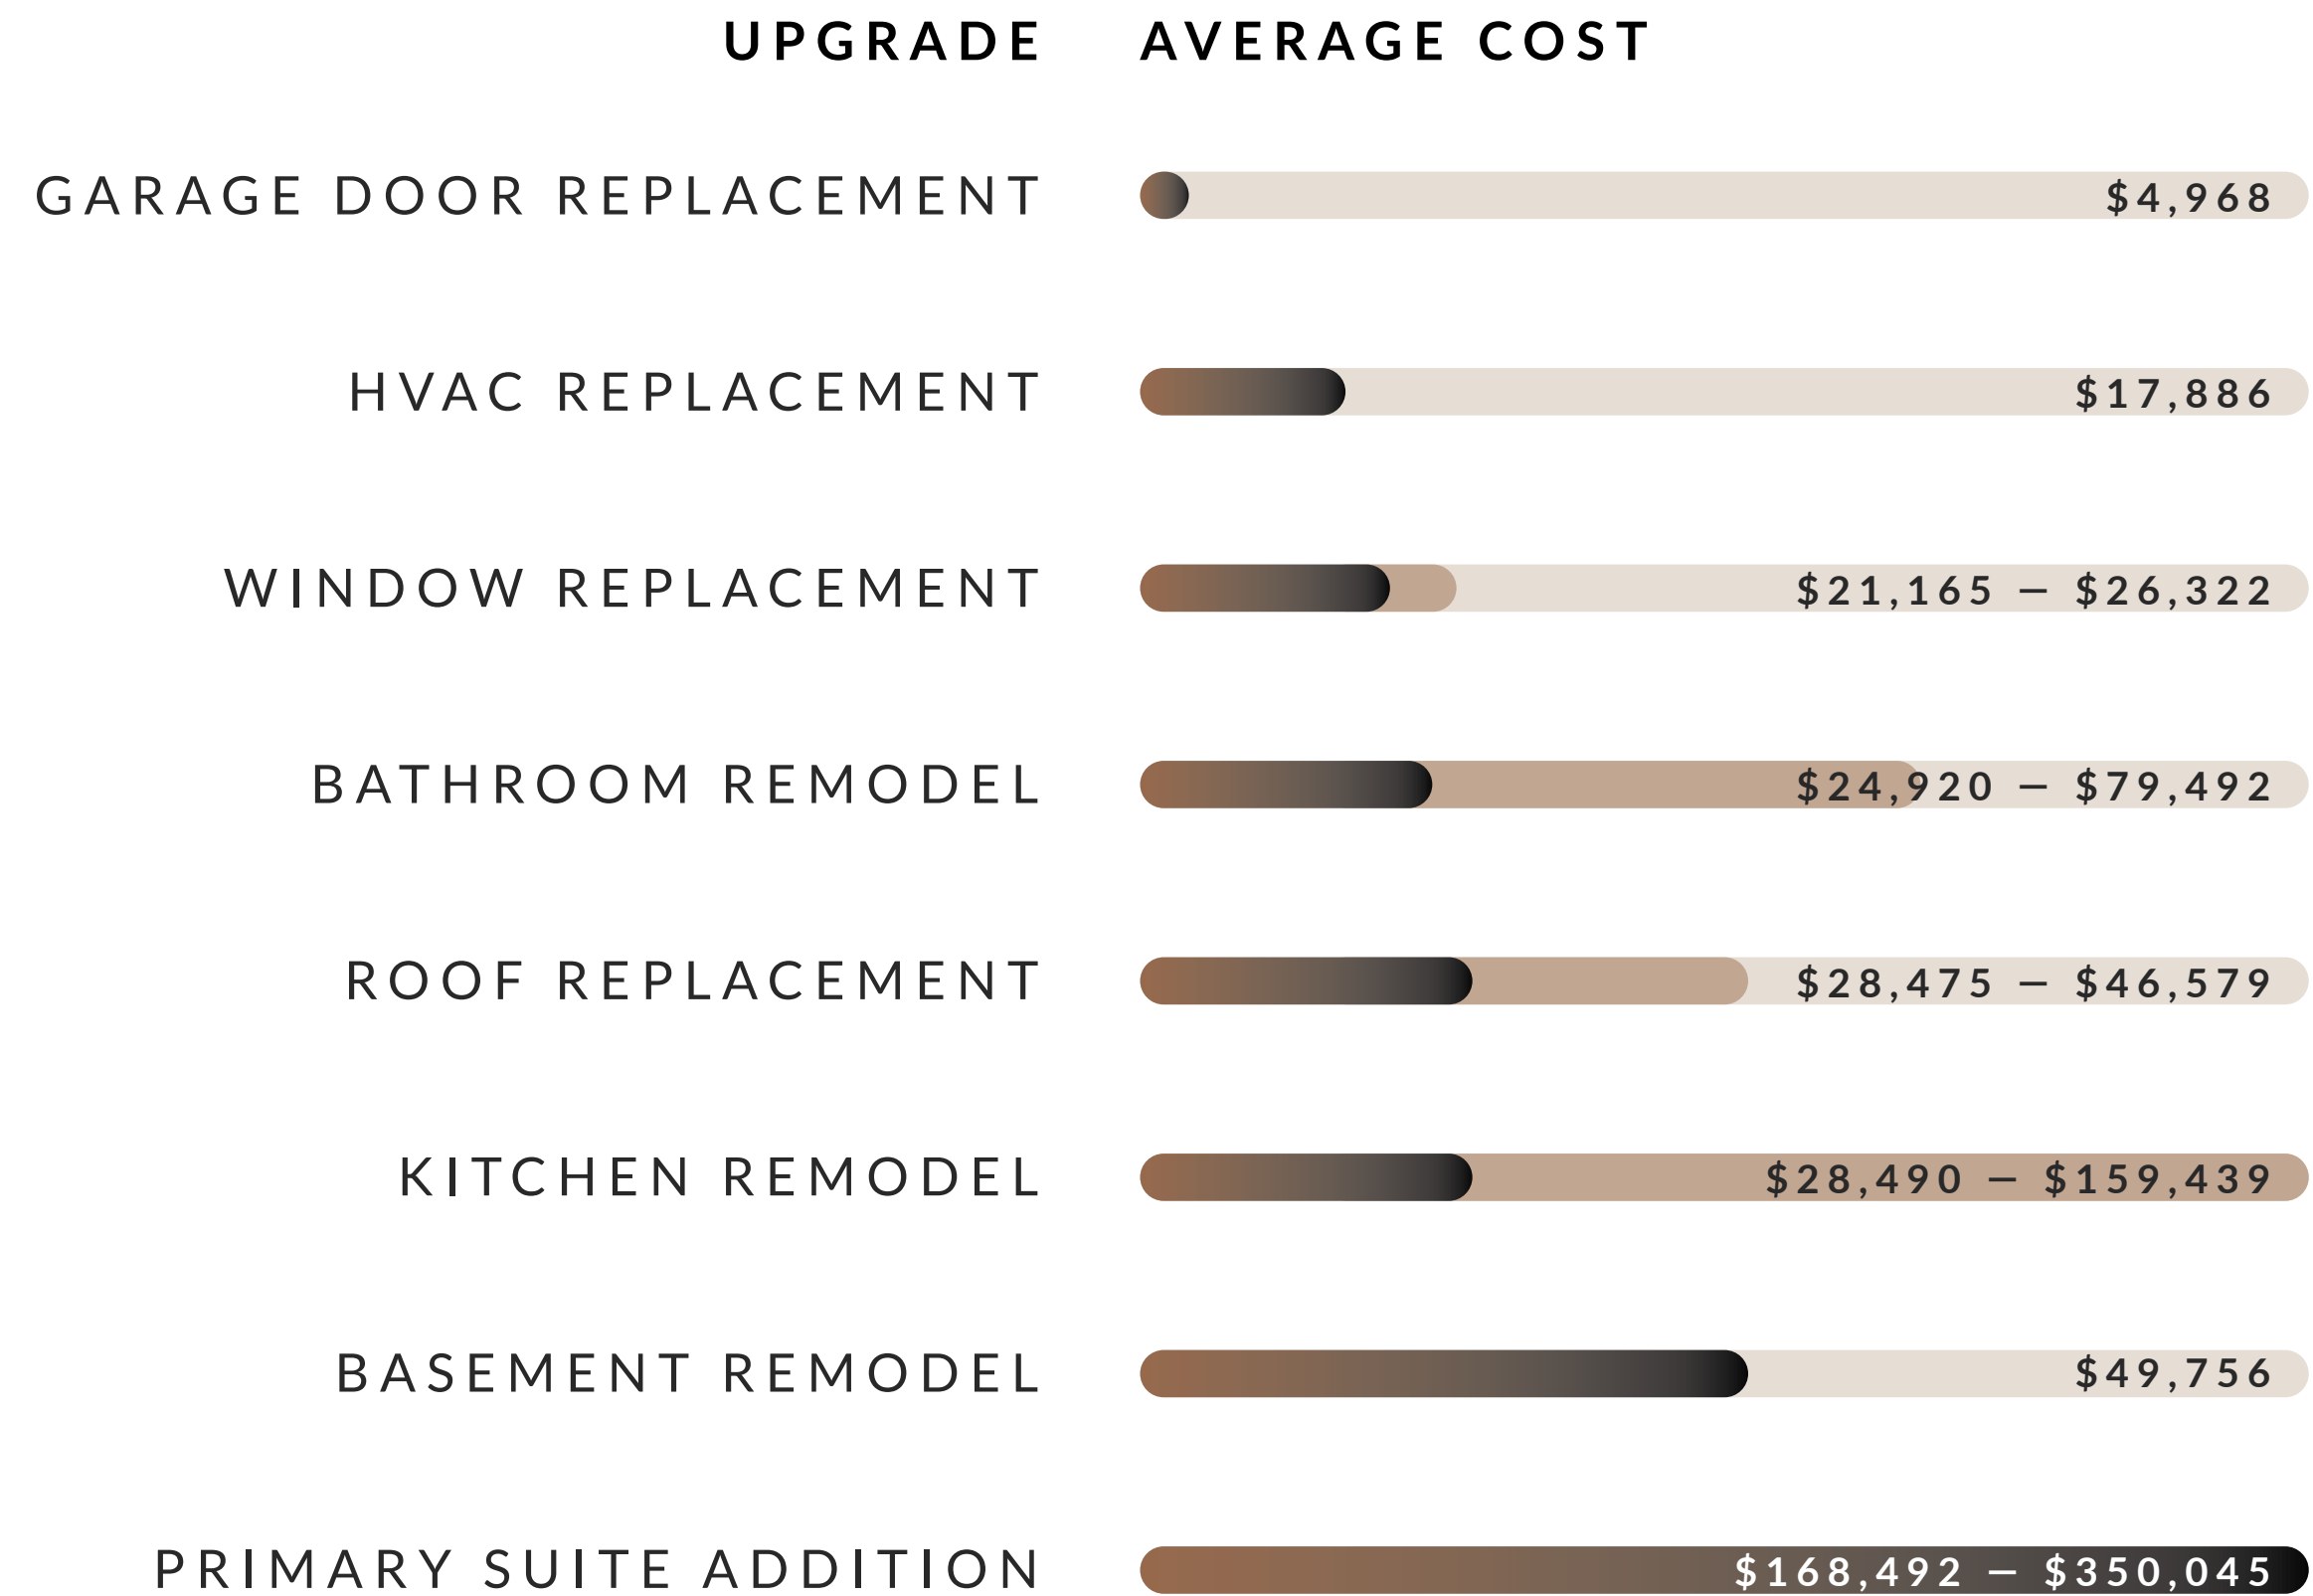 UPGRADE AVERAGE COST
GARAGE DOOR REPLACEMENT $4,968
HVAC REPLACEMENT $17,886
WINDOW REPLACEMENT $21,165 – $26,322
BATHROOM REMODEL $24,920 – $79,492
ROOF REPLACEMENT $28,475 – $46,579
KITCHEN REMODEL $28,490 – $159,439
BASEMENT REMODEL $49,756
PRIMARY SUITE ADDITION $168,492 – $350,045